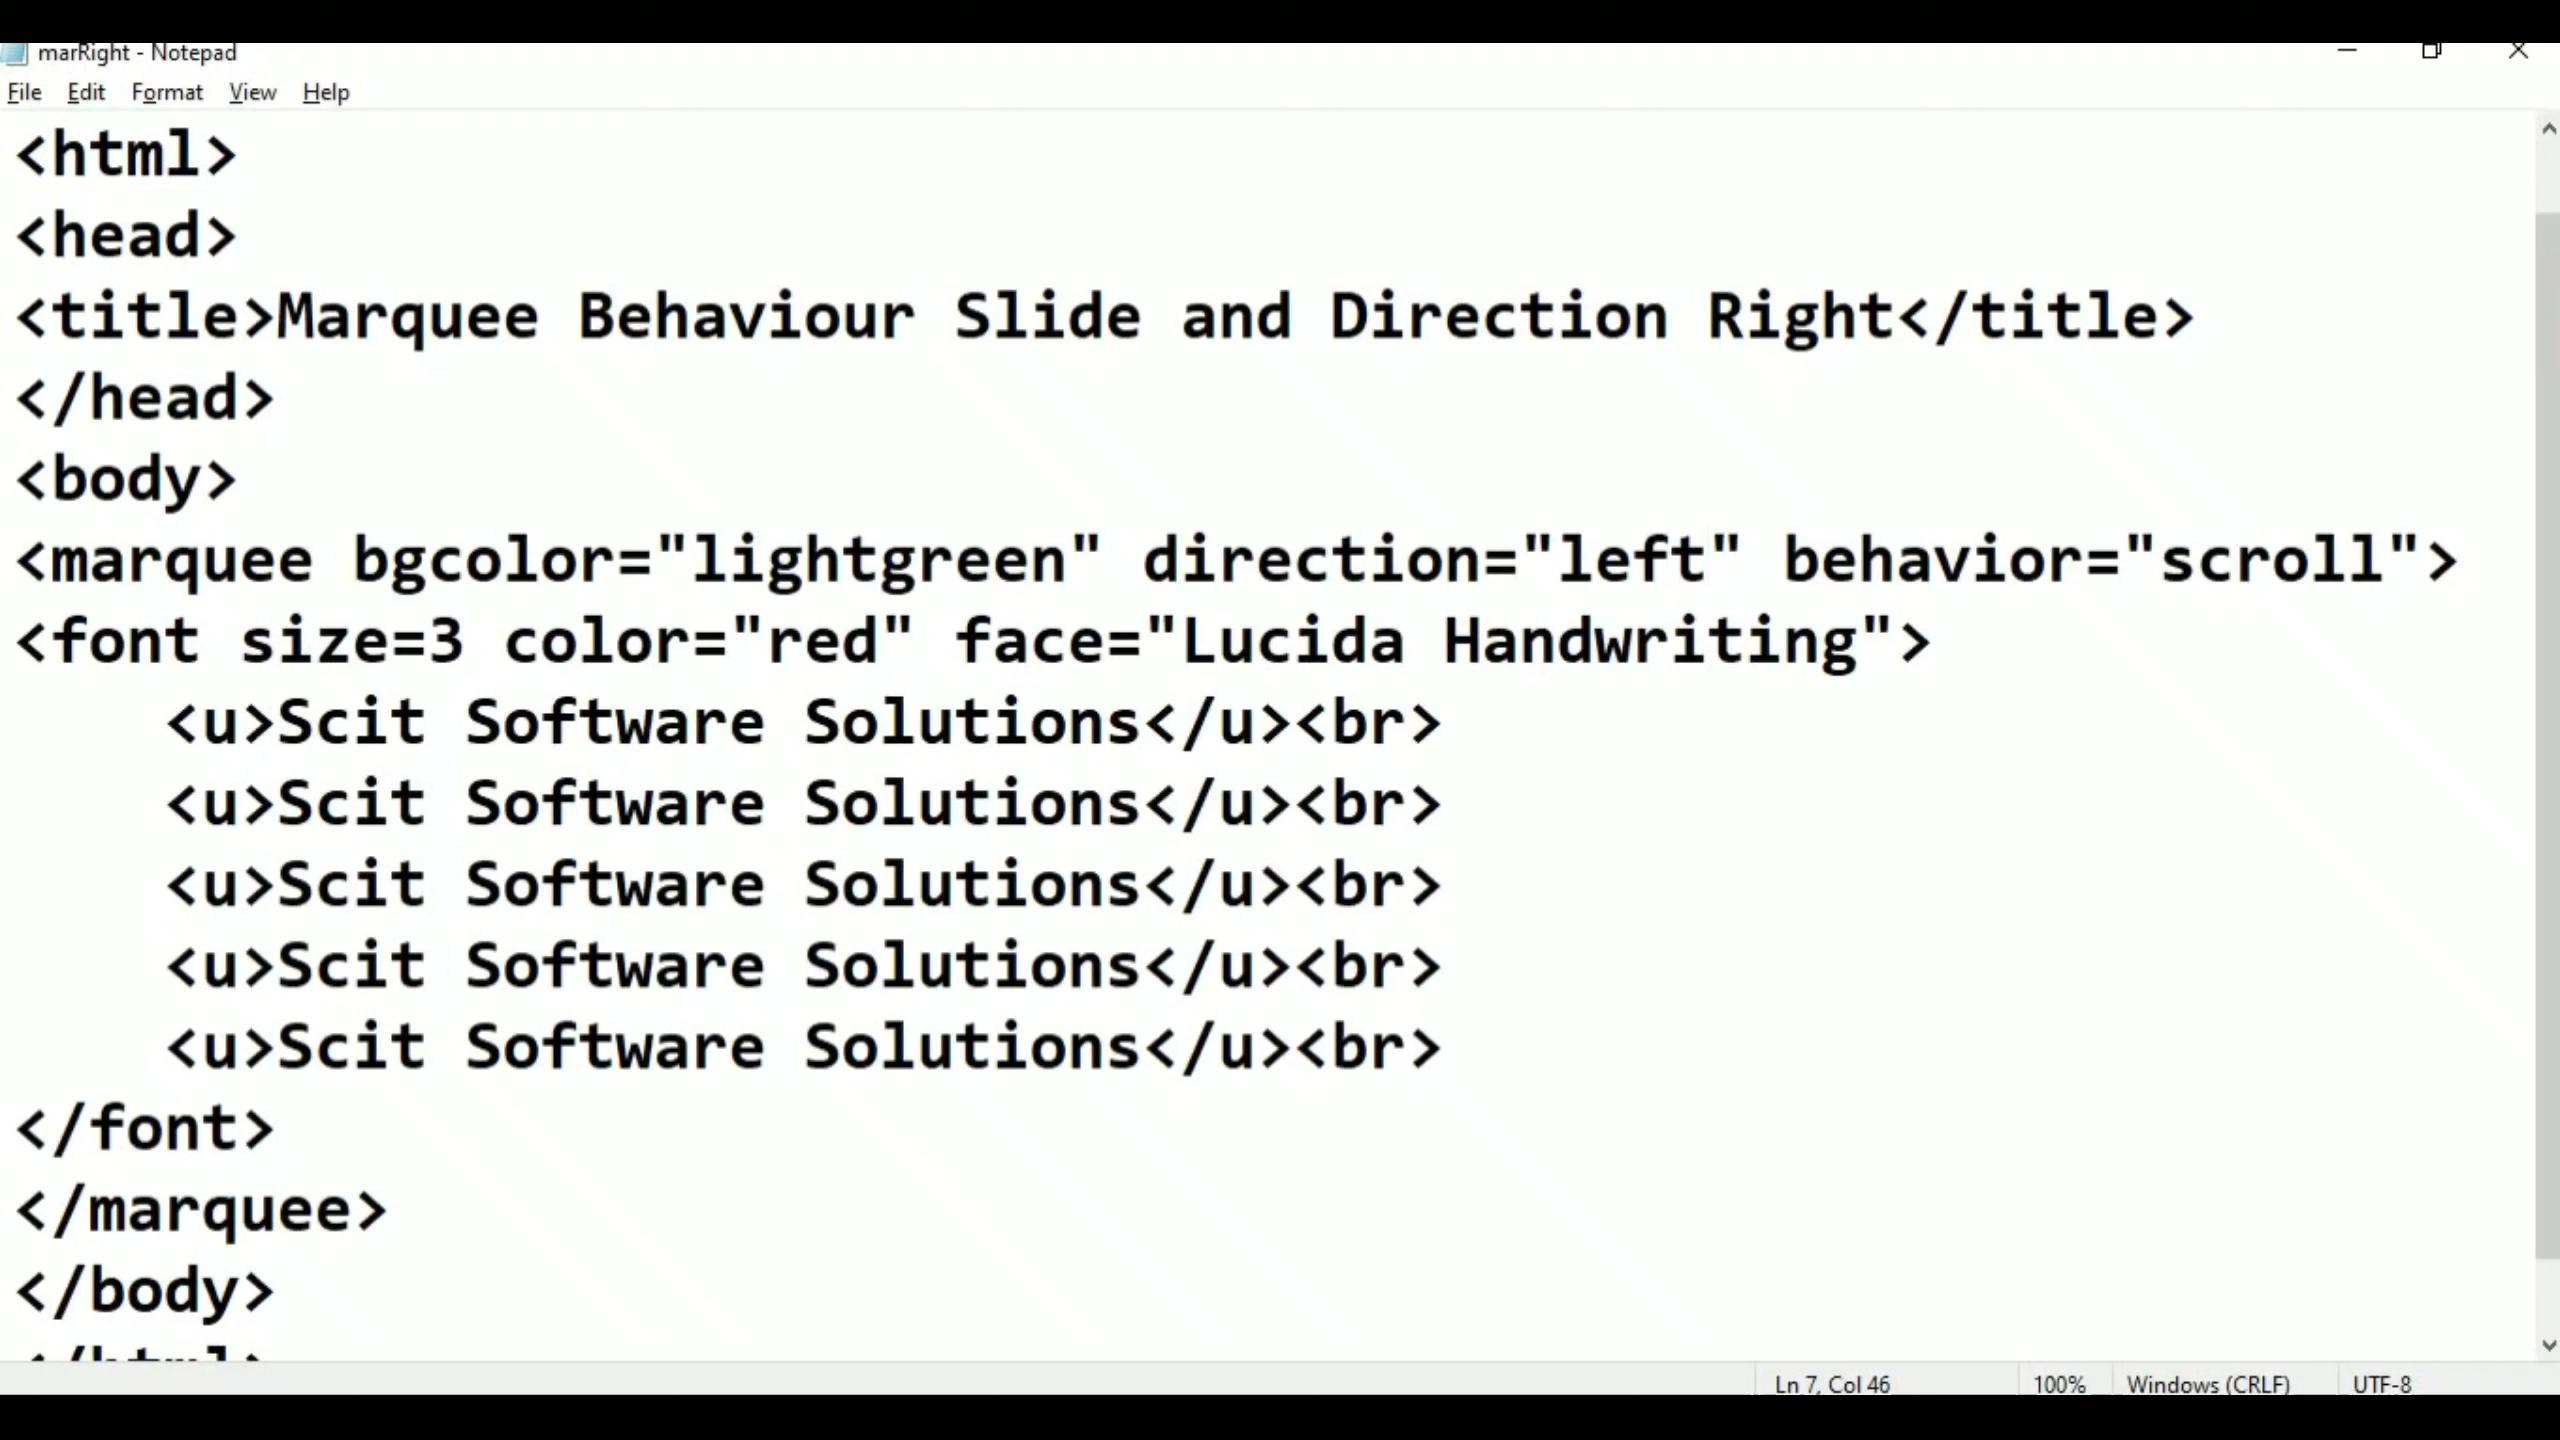 marRight - Notepad
File Edit Format View Help
<html>
<head>
<title>Marquee Behaviour Slide and Direction Right</title>
</head>
<body>
<marquee bgcolor="lightgreen" direction="left" behavior="scroll">
<font size=3 color="red" face="Lucida Handwriting">
    <u>Scit Software Solutions</u><br>
    <u>Scit Software Solutions</u><br>
    <u>Scit Software Solutions</u><br>
    <u>Scit Software Solutions</u><br>
    <u>Scit Software Solutions</u><br>
</font>
</marquee>
</body>
</html>
Ln 7, Col 46 100% Windows (CRLF) UTF-8